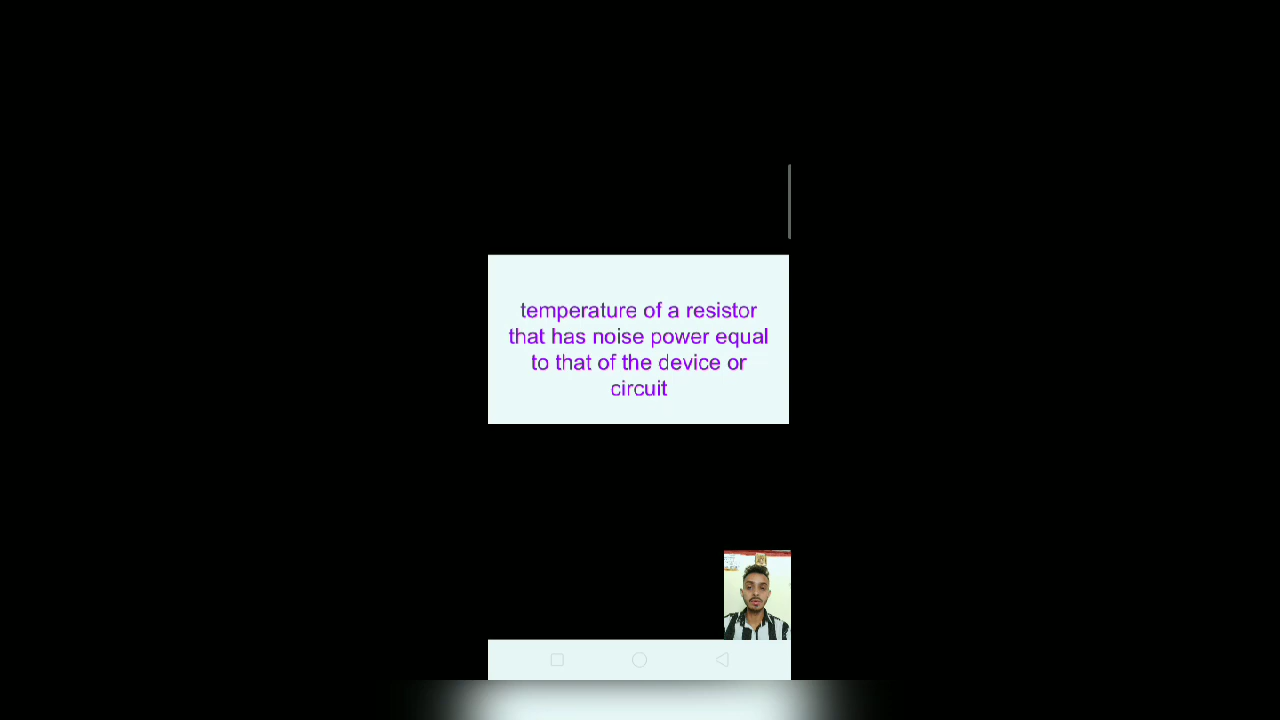 temperature of a resistor
that has noise power equal
to that of the device or
circuit